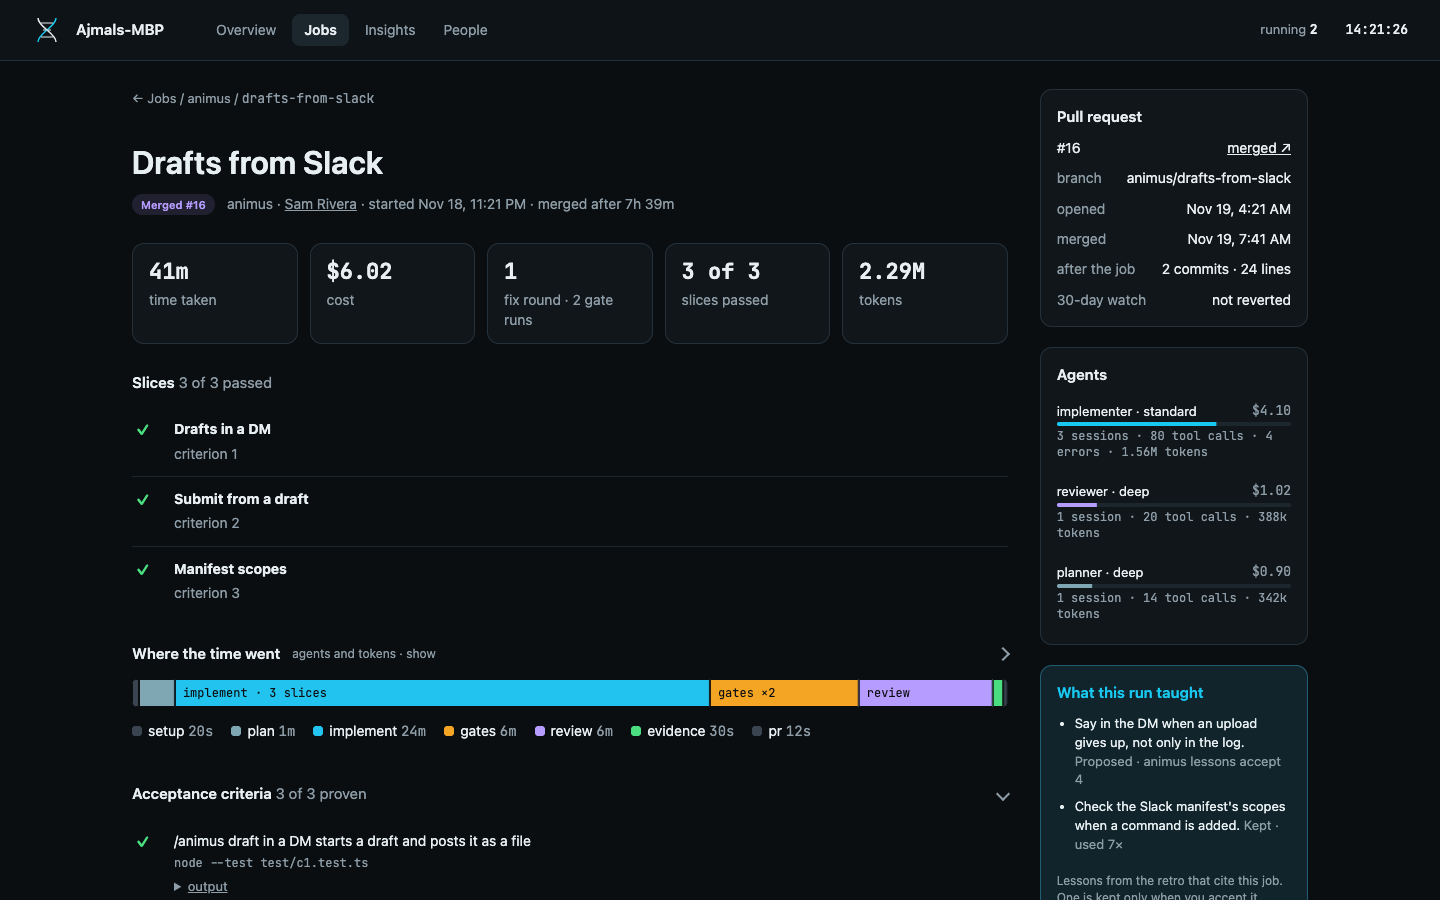 Ajmals-MBP
Overview
Jobs
Insights
People
running 2
14:21:26
← Jobs / animus / drafts-from-slack
Drafts from Slack
Merged #16
animus · Sam Rivera · started Nov 18, 11:21 PM · merged after 7h 39m
41m
time taken
$6.02
cost
1
fix round · 2 gate
runs
3 of 3
slices passed
2.29M
tokens
Slices 3 of 3 passed
Drafts in a DM
criterion 1
Submit from a draft
criterion 2
Manifest scopes
criterion 3
Where the time went agents and tokens · show
implement · 3 slices
gates ×2
review
setup 20s
plan 1m
implement 24m
gates 6m
review 6m
evidence 30s
pr 12s
Acceptance criteria 3 of 3 proven
/animus draft in a DM starts a draft and posts it as a file
node --test test/c1.test.ts
output
Pull request
#16 merged ↗
branch animus/drafts-from-slack
opened Nov 19, 4:21 AM
merged Nov 19, 7:41 AM
after the job 2 commits · 24 lines
30-day watch not reverted
Agents
implementer · standard $4.10
3 sessions · 80 tool calls · 4
errors · 1.56M tokens
reviewer · deep $1.02
1 session · 20 tool calls · 388k
tokens
planner · deep $0.90
1 session · 14 tool calls · 342k
tokens
What this run taught
• Say in the DM when an upload
gives up, not only in the log.
Proposed · animus lessons accept
4
• Check the Slack manifest's scopes
when a command is added. Kept ·
used 7×
Lessons from the retro that cite this job.
One is kept only when you accept it